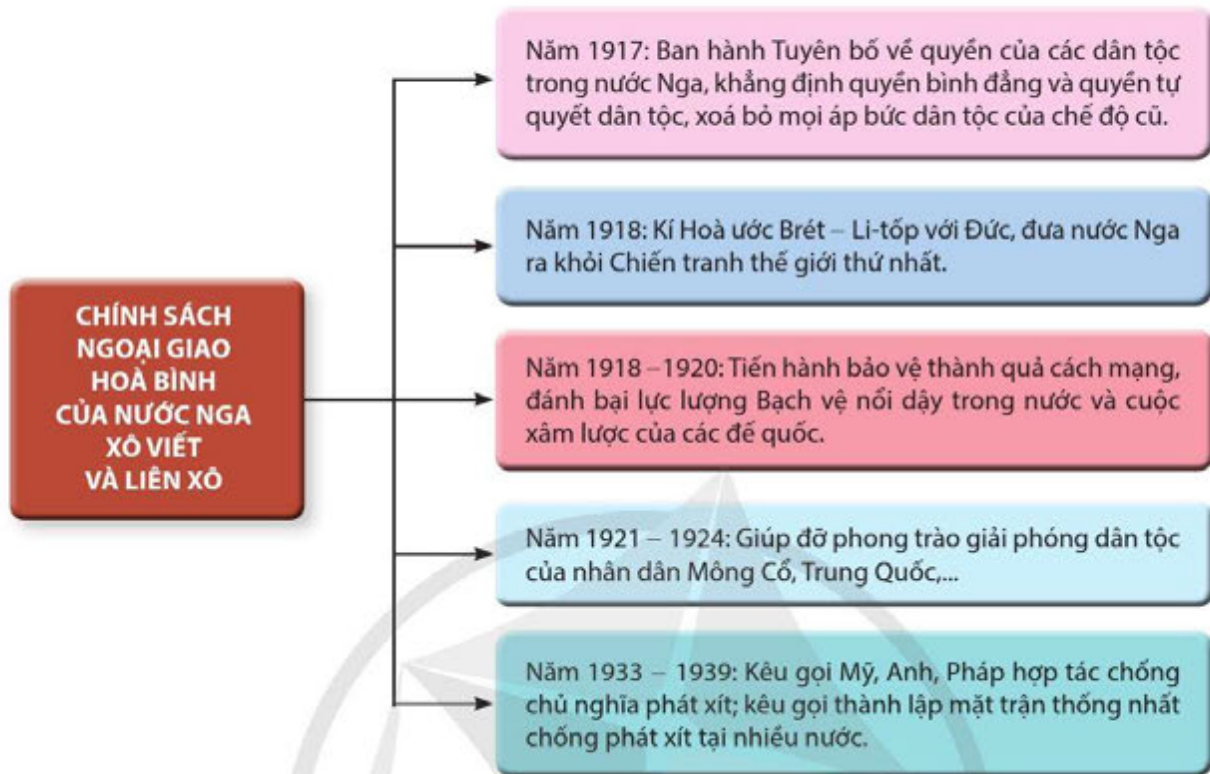 CHÍNH SÁCH
NGOẠI GIAO
HOÀ BÌNH
CỦA NƯỚC NGA
XÔ VIẾT
VÀ LIÊN XÔ
Năm 1917: Ban hành Tuyên bố về quyền của các dân tộc
trong nước Nga, khẳng định quyền bình đẳng và quyền tự
quyết dân tộc, xoá bỏ mọi áp bức dân tộc của chế độ cũ.
Năm 1918: Kí Hoà ước Brét – Li-tốp với Đức, đưa nước Nga
ra khỏi Chiến tranh thế giới thứ nhất.
Năm 1918 –1920: Tiến hành bảo vệ thành quả cách mạng,
đánh bại lực lượng Bạch vệ nổi dậy trong nước và cuộc
xâm lược của các đế quốc.
Năm 1921 – 1924: Giúp đỡ phong trào giải phóng dân tộc
của nhân dân Mông Cổ, Trung Quốc,...
Năm 1933 – 1939: Kêu gọi Mỹ, Anh, Pháp hợp tác chống
chủ nghĩa phát xít; kêu gọi thành lập mặt trận thống nhất
chống phát xít tại nhiều nước.